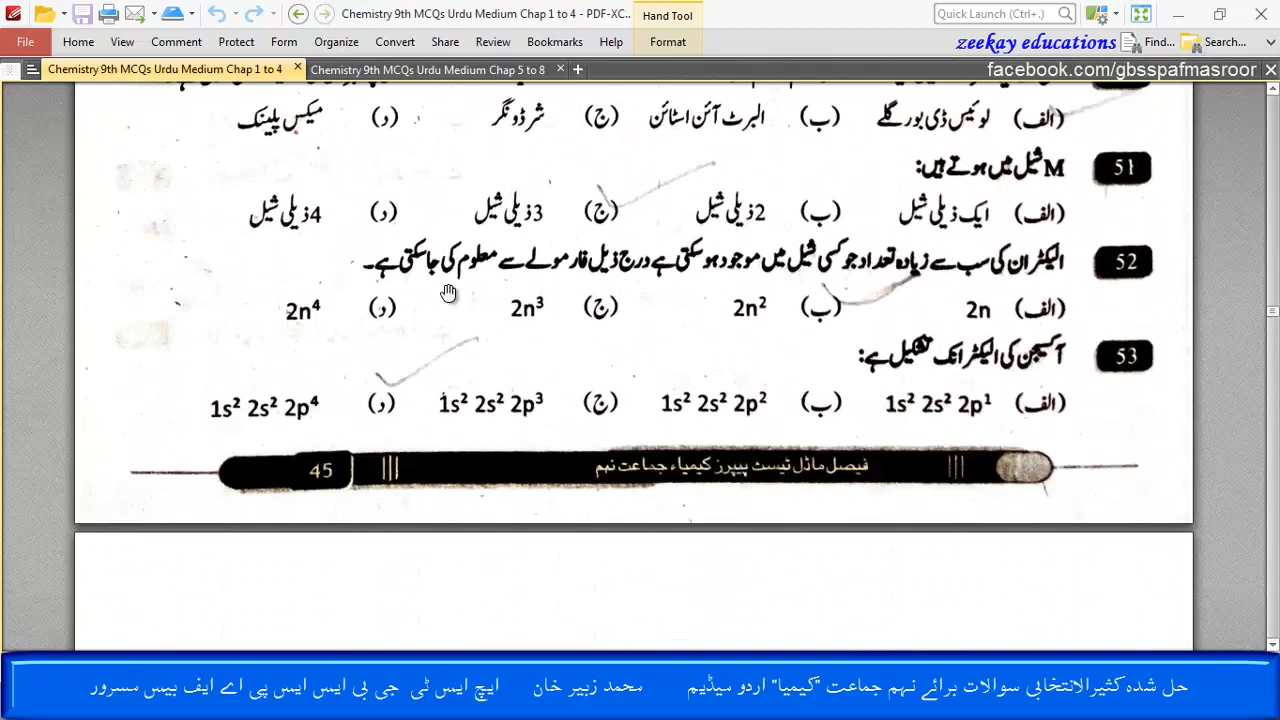 Chemistry 9th MCQs Urdu Medium Chap 1 to 4 - PDF-XC...
Hand Tool
Quick Launch (Ctrl+.)
File Home View Comment Protect Form Organize Convert Share Review Bookmarks Help Format
zeekay educations
Find... Search...
Chemistry 9th MCQs Urdu Medium Chap 1 to 4
Chemistry 9th MCQs Urdu Medium Chap 5 to 8
facebook.com/gbsspafmasroor
(الف) لوئیس ڈی بورگلے (ب) البرٹ آئن اسٹائن (ج) شرڈونگر (د) میکس پلینک
51 M شیل میں ہوتے ہیں:
(الف) ایک ذیلی شیل (ب) 2 ذیلی شیل (ج) 3 ذیلی شیل (د) 4 ذیلی شیل
52 الیکٹران کی سب سے زیادہ تعداد جو کسی شیل میں موجود ہوسکتی ہے درج ذیل فارمولے سے معلوم کی جاسکتی ہے۔
(الف) 2n (ب) 2n² (ج) 2n³ (د) 2n⁴
53 آکسیجن کی الیکٹرانک تشکیل ہے:
(الف) 1s² 2s² 2p¹ (ب) 1s² 2s² 2p² (ج) 1s² 2s² 2p³ (د) 1s² 2s² 2p⁴
فیصل ماڈل ٹیسٹ پیپرز کیمیاء جماعت نہم 45
حل شدہ کثیرالانتخابی سوالات برائے نہم جماعت "کیمیا" اردو میڈیم محمد زبیر خان ایچ ایس ٹی جی بی ایس ایس پی اے ایف بیس مسرور